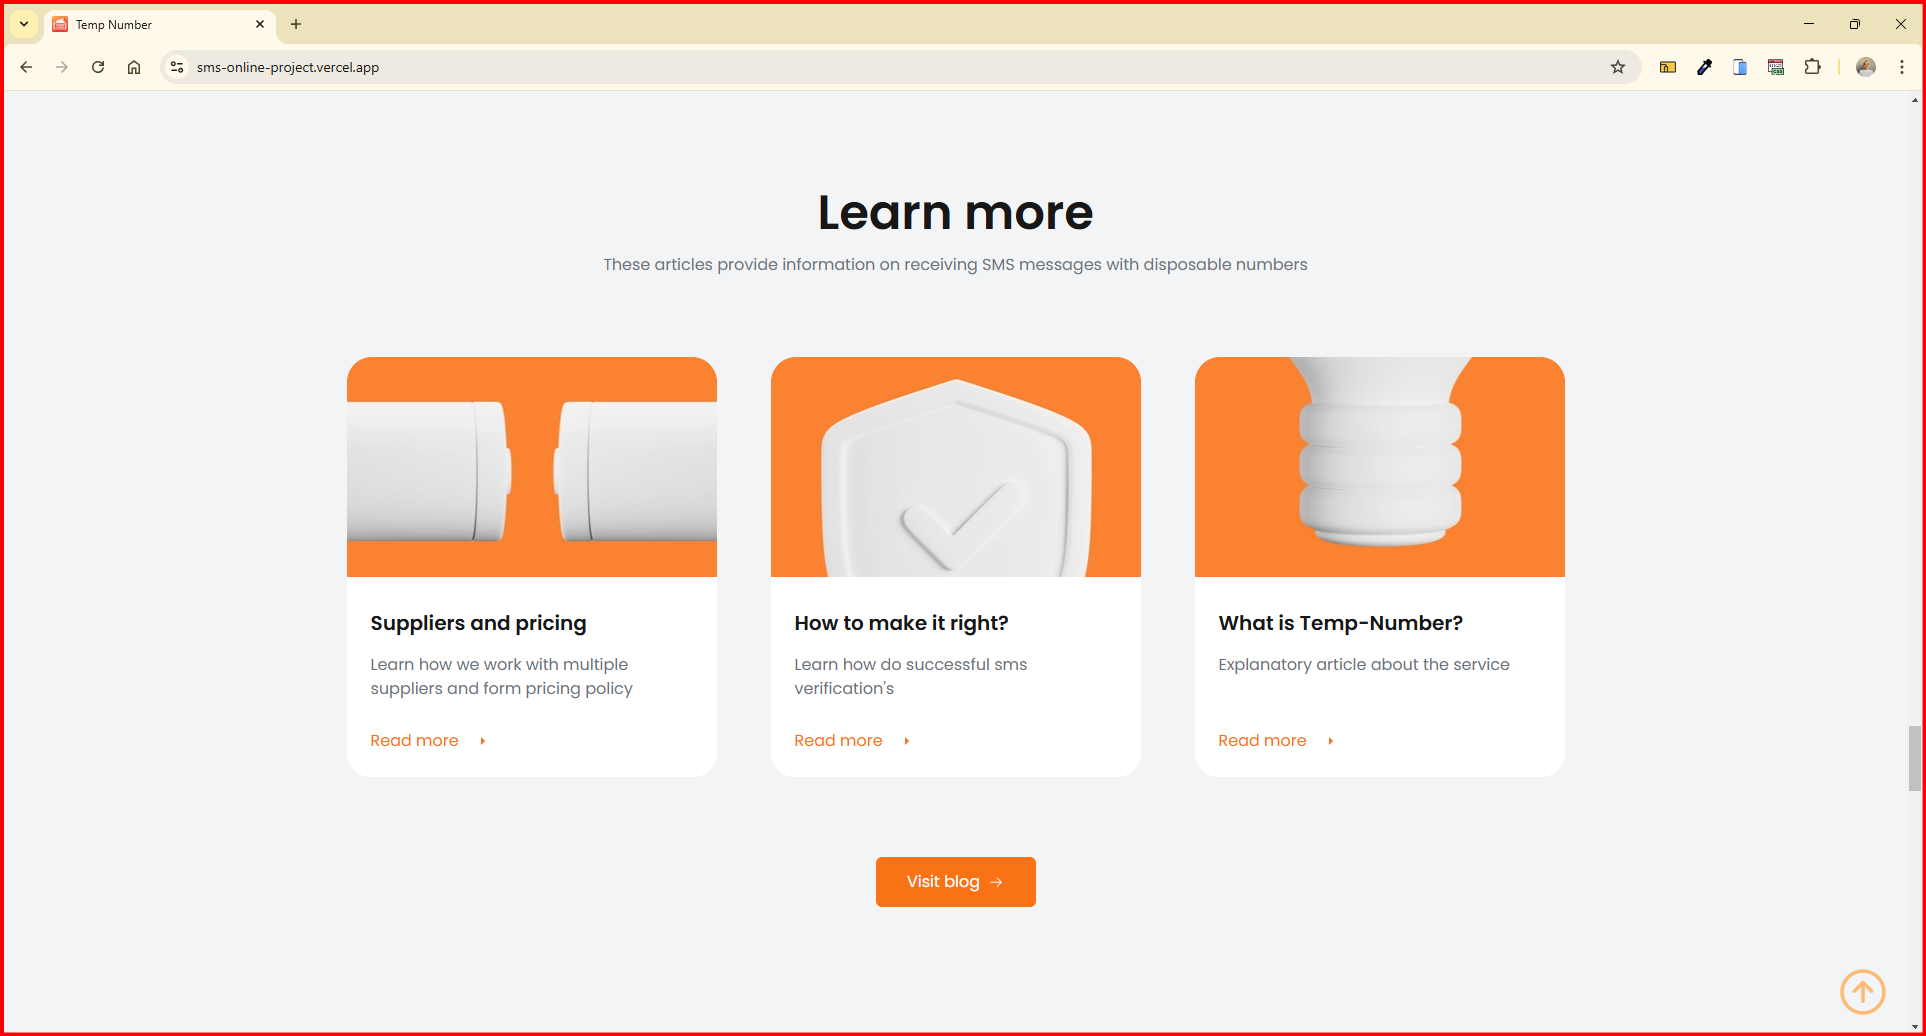 Temp Number
sms-online-project.vercel.app
Learn more
These articles provide information on receiving SMS messages with disposable numbers
Suppliers and pricing
Learn how we work with multiple
suppliers and form pricing policy
Read more
How to make it right?
Learn how do successful sms
verification's
Read more
What is Temp-Number?
Explanatory article about the service
Read more
Visit blog →